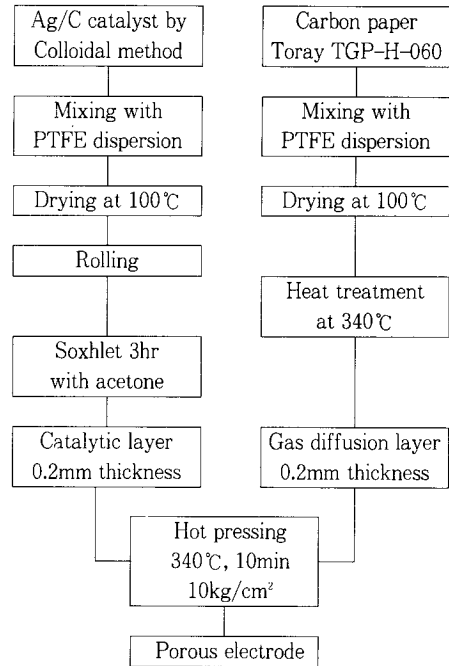 Ag/C catalyst by
Colloidal method
Mixing with
PTFE dispersion
Drying at 100℃
Rolling
Soxhlet 3hr
with acetone
Catalytic layer
0.2mm thickness
Carbon paper
Toray TGP-H-060
Mixing with
PTFE dispersion
Drying at 100℃
Heat treatment
at 340℃
Gas diffusion layer
0.2mm thickness
Hot pressing
340℃, 10min
10kg/cm²
Porous electrode